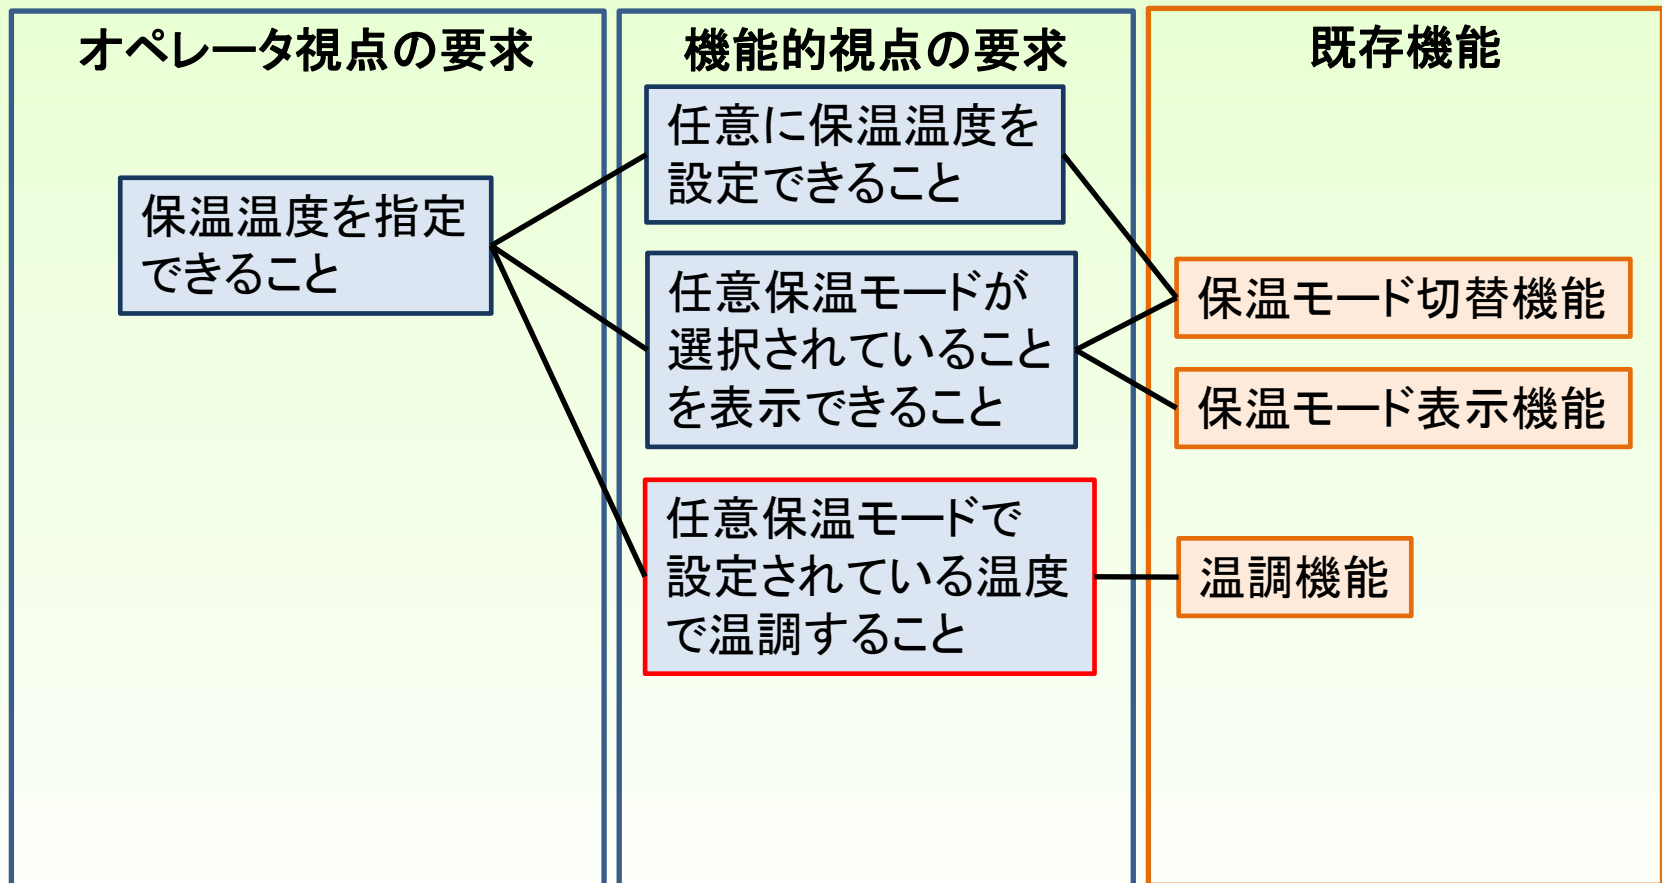 オペレータ視点の要求
保温温度を指定
できること
機能的視点の要求
任意に保温温度を
設定できること
任意保温モードが
選択されていること
を表示できること
任意保温モードで
設定されている温度
で温調すること
既存機能
保温モード切替機能
保温モード表示機能
温調機能